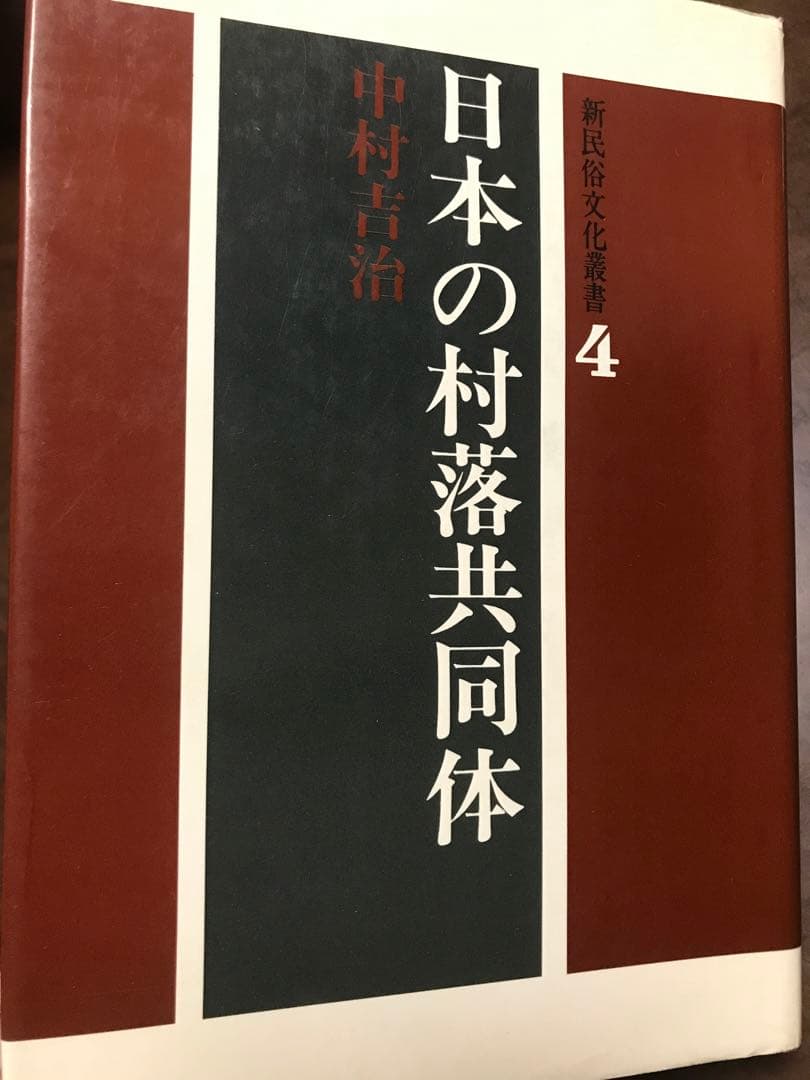 新民俗文化叢書 4
日本の村落共同体
中村吉治